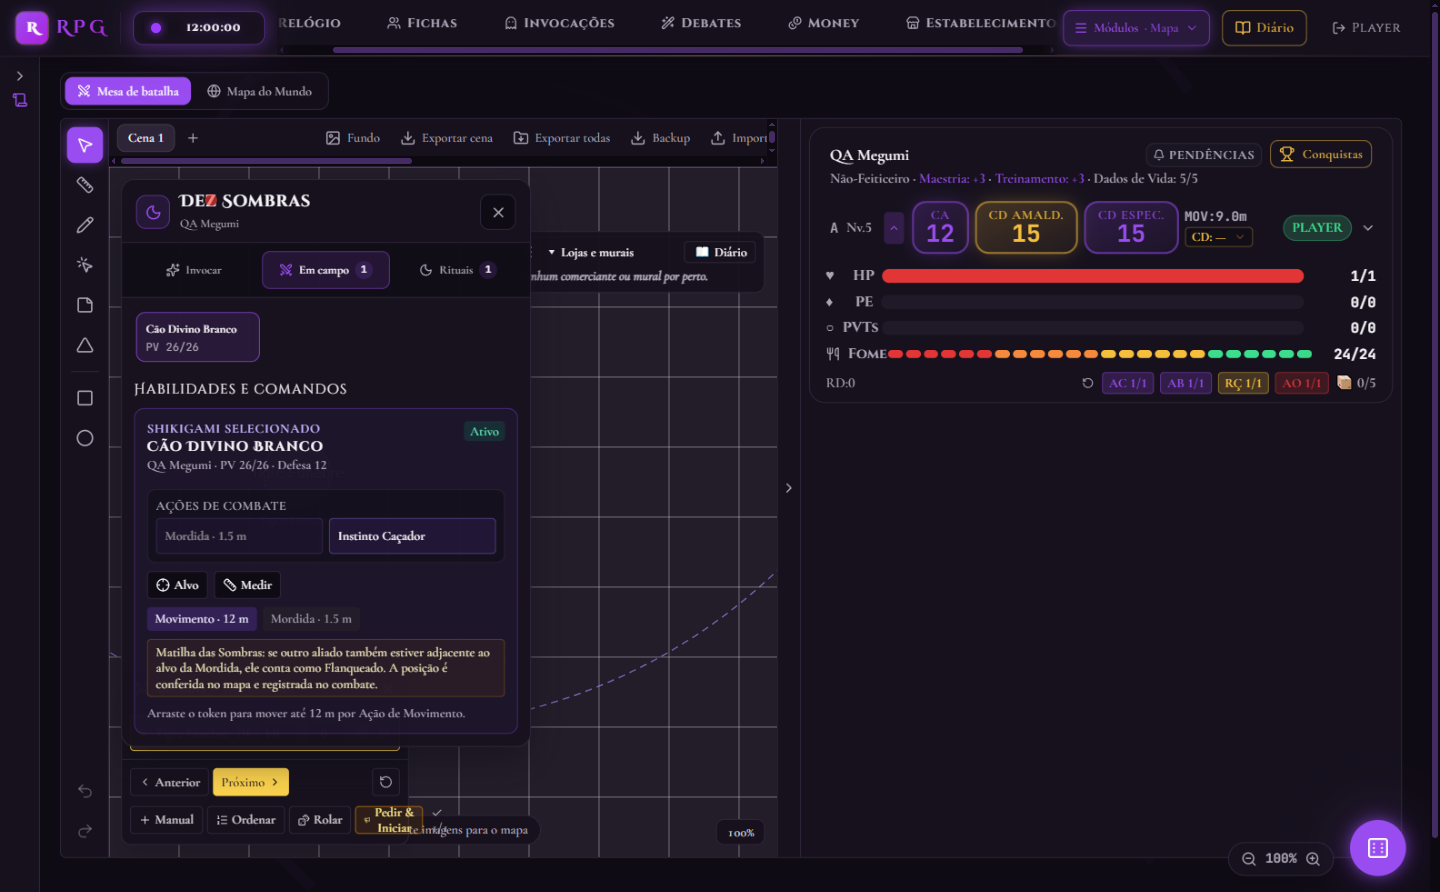 R RPG
12:00:00
RELÓGIO
FICHAS
INVOCAÇÕES
DEBATES
MONEY
ESTABELECIMENTO
Módulos · Mapa
Diário
PLAYER
Mesa de batalha
Mapa do Mundo
Cena 1
Fundo
Exportar cena
Exportar todas
Backup
Import
DEZ SOMBRAS
QA Megumi
Invocar
Em campo 1
Rituais 1
Lojas e murais
Diário
nhum comerciante ou mural por perto.
Cão Divino Branco
PV 26/26
HABILIDADES E COMANDOS
SHIKIGAMI SELECIONADO
CÃO DIVINO BRANCO
Ativo
QA Megumi · PV 26/26 · Defesa 12
AÇÕES DE COMBATE
Mordida · 1.5 m
Instinto Caçador
Alvo
Medir
Movimento · 12 m
Mordida · 1.5 m
Matilha das Sombras: se outro aliado também estiver adjacente ao
alvo da Mordida, ele conta como Flanqueado. A posição é
conferida no mapa e registrada no combate.
Arraste o token para mover até 12 m por Ação de Movimento.
Anterior
Próximo
Manual
Ordenar
Rolar
Pedir &
Iniciar
te imagens para o mapa
100%
QA Megumi
PENDÊNCIAS
Conquistas
Não-Feiticeiro · Maestria: +3 · Treinamento: +3 · Dados de Vida: 5/5
A Nv.5
CA
12
CD AMALD.
15
CD ESPEC.
15
MOV:9.0m
CD: —
PLAYER
HP 1/1
PE 0/0
PVTs 0/0
FOME 24/24
RD:0
AC 1/1
AB 1/1
RÇ 1/1
AO 1/1
0/5
100%